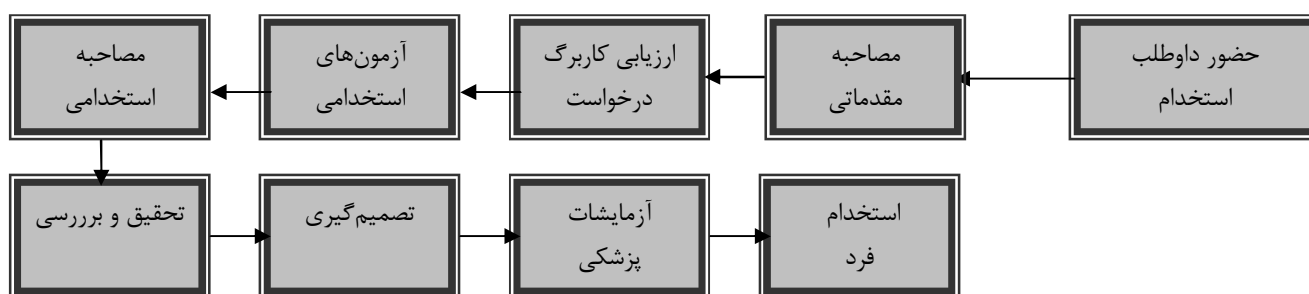 حضور داوطلب
استخدام
مصاحبه
مقدماتی
ارزیابی کاربرگ
درخواست
آزمون‌های
استخدامی
مصاحبه
استخدامی
تحقیق و برررسی
تصمیم‌گیری
آزمایشات
پزشکی
استخدام
فرد